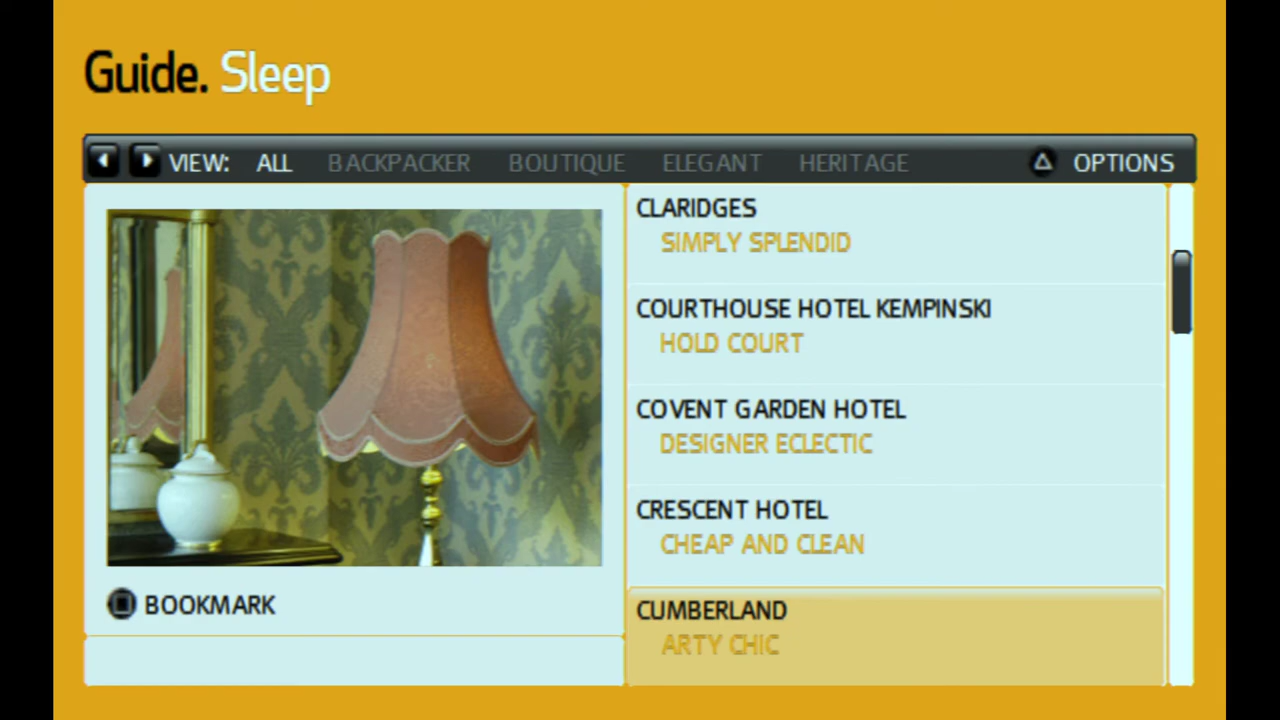 Guide. Sleep
VIEW: ALL BACKPACKER BOUTIQUE ELEGANT HERITAGE OPTIONS
CLARIDGES
SIMPLY SPLENDID
COURTHOUSE HOTEL KEMPINSKI
HOLD COURT
COVENT GARDEN HOTEL
DESIGNER ECLECTIC
CRESCENT HOTEL
CHEAP AND CLEAN
CUMBERLAND
ARTY CHIC
BOOKMARK